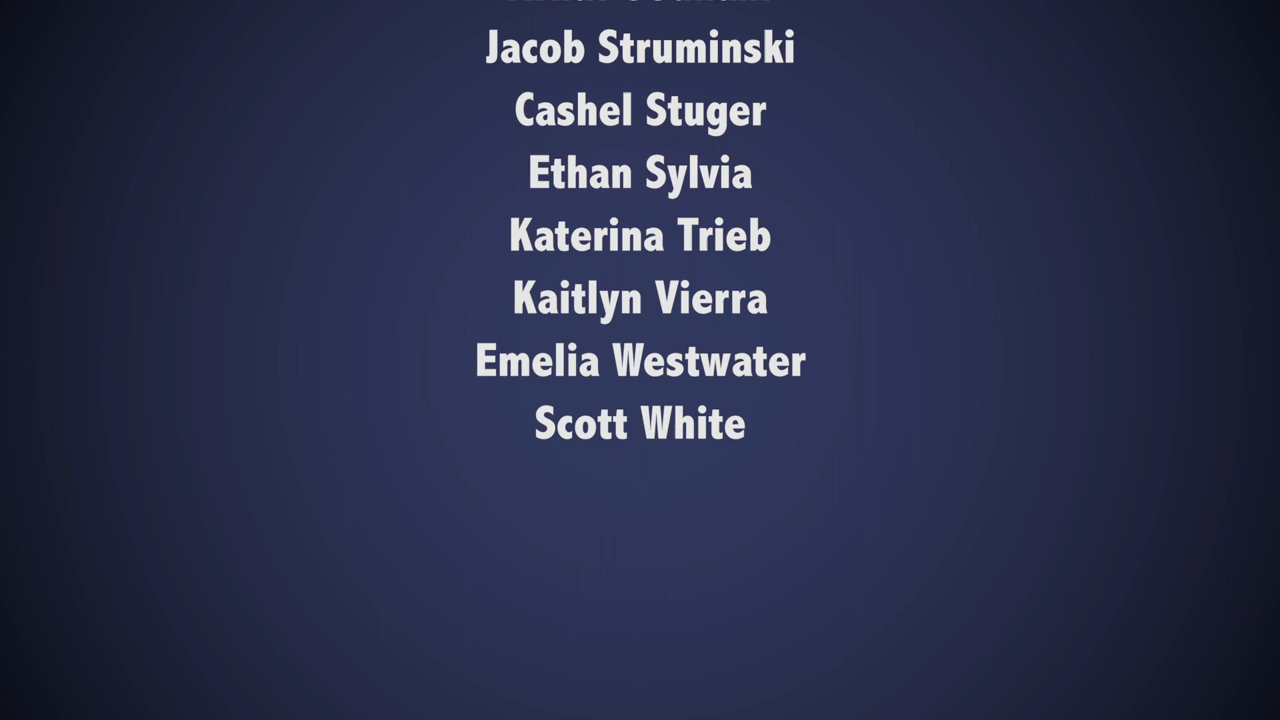 Jacob Struminski
Cashel Stuger
Ethan Sylvia
Katerina Trieb
Kaitlyn Vierra
Emelia Westwater
Scott White